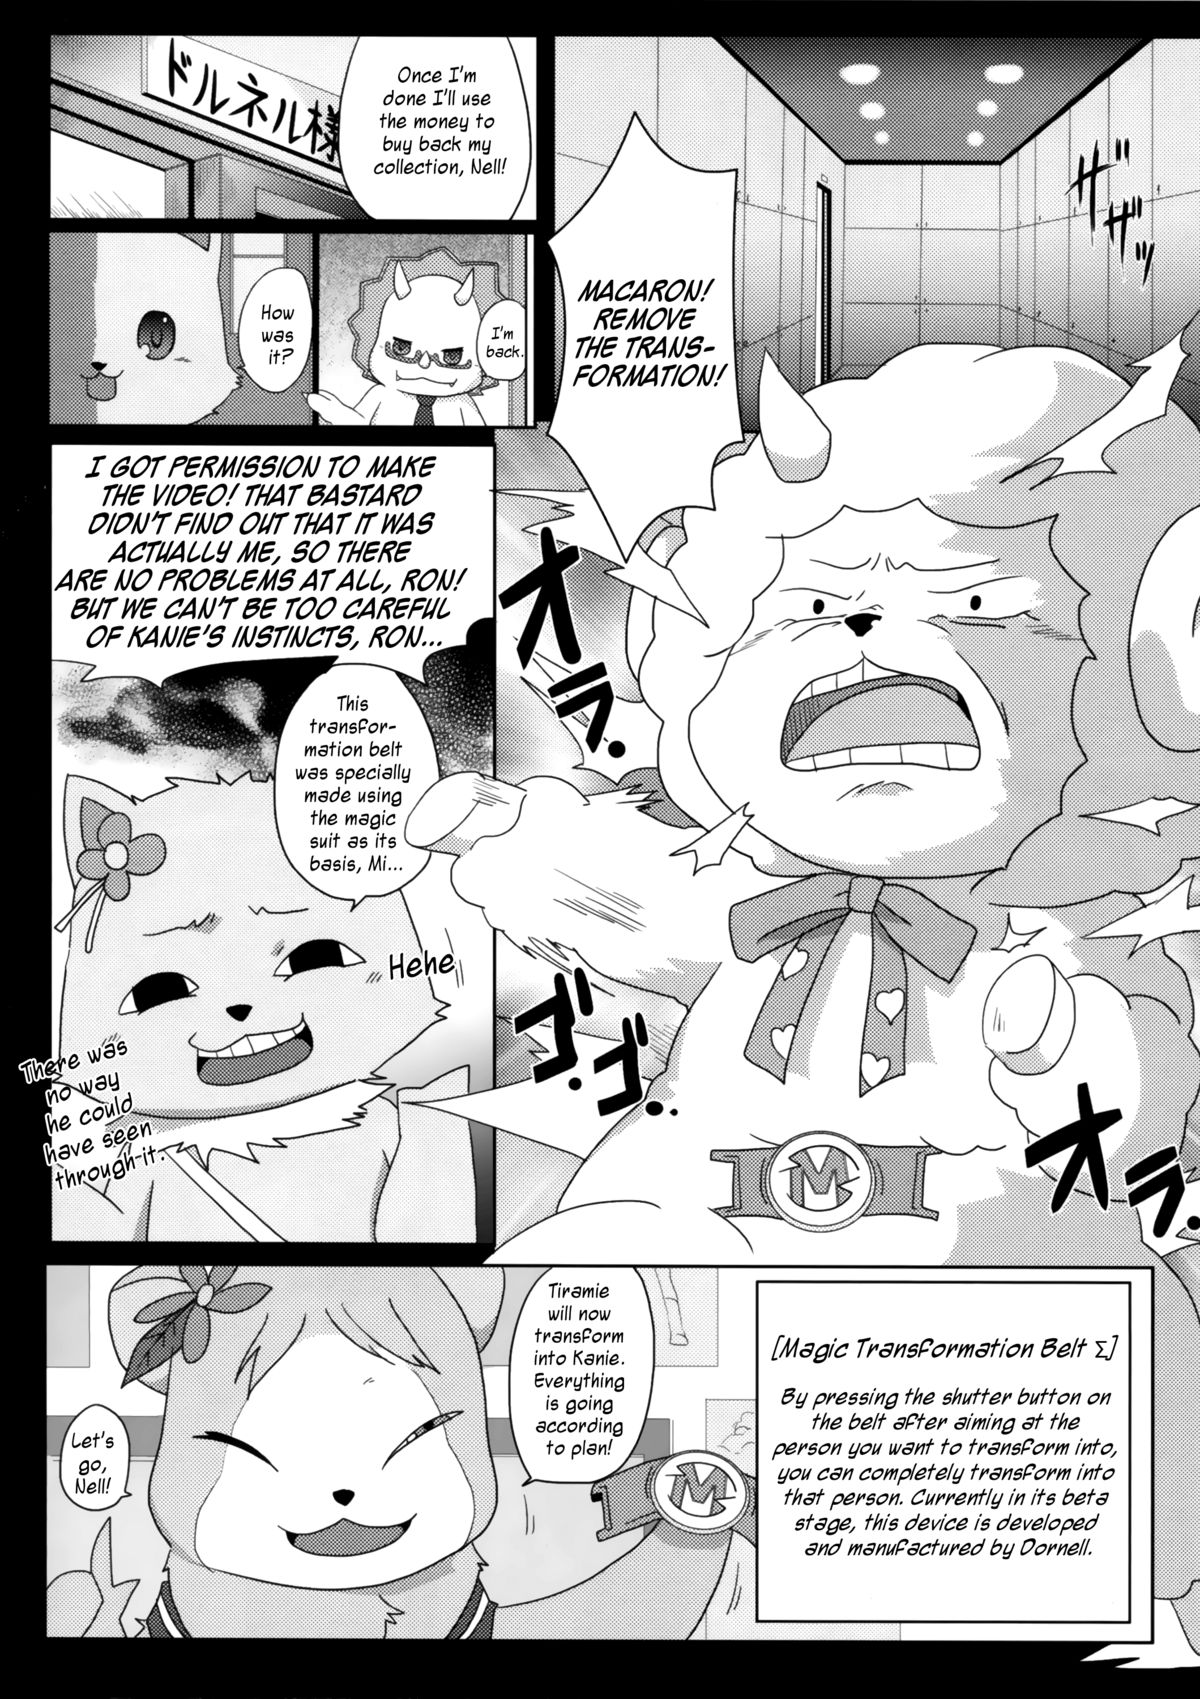 ザザッ
MACARON!
REMOVE
THE TRANS-
FORMATION!
オラ..
ゴ.ゴ..
オラ..
M
ドルネル様
Once I'm
done I'll use
the money to
buy back my
collection, Nell!
I'm
back.
How
was
it?
I GOT PERMISSION TO MAKE
THE VIDEO! THAT BASTARD
DIDN'T FIND OUT THAT IT WAS
ACTUALLY ME, SO THERE
ARE NO PROBLEMS AT ALL, RON!
BUT WE CAN'T BE TOO CAREFUL
OF KANIE'S INSTINCTS, RON...
This
transfor-
mation belt
was specially
made using
the magic
suit as its
basis, Mi...
Hehe
There was
no way
he could
have seen
through it.
[Magic Transformation Belt Σ]
By pressing the shutter button on
the belt after aiming at the
person you want to transform into,
you can completely transform into
that person. Currently in its beta
stage, this device is developed
and manufactured by Dornell.
Tiramie
will now
transform
into Kanie.
Everything
is going
according
to plan!
M
Let's
go,
Nell!